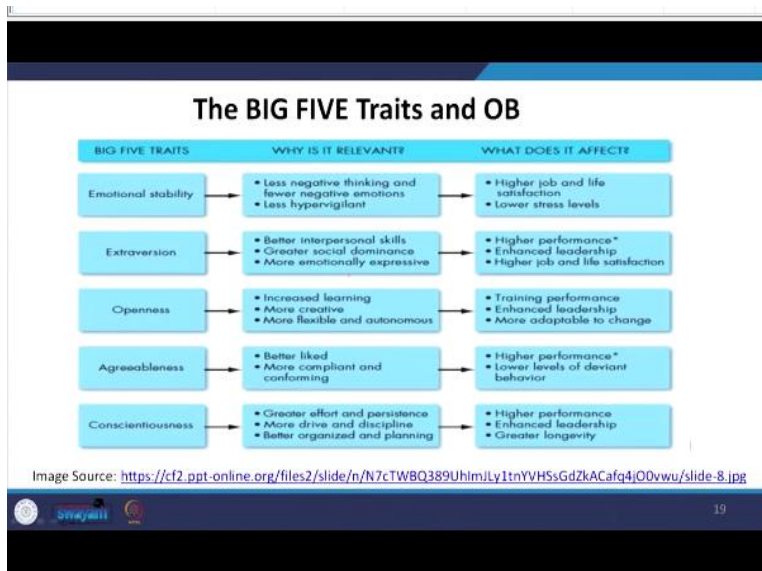 The BIG FIVE Traits and OB
BIG FIVE TRAITS
WHY IS IT RELEVANT?
WHAT DOES IT AFFECT?
Emotional stability
• Less negative thinking and
fewer negative emotions
• Less hypervigilant
• Higher job and life
satisfaction
• Lower stress levels
Extraversion
• Better interpersonal skills
• Greater social dominance
• More emotionally expressive
• Higher performance*
• Enhanced leadership
• Higher job and life satisfaction
Openness
• Increased learning
• More creative
• More flexible and autonomous
• Training performance
• Enhanced leadership
• More adaptable to change
Agreeableness
• Better liked
• More compliant and
conforming
• Higher performance*
• Lower levels of deviant
behavior
Conscientiousness
• Greater effort and persistence
• More drive and discipline
• Better organized and planning
• Higher performance
• Enhanced leadership
• Greater longevity
Image Source: https://cf2.ppt-online.org/files2/slide/n/N7cTWBQ389UhImJLy1tnYVHSsGdZkACafq4jO0vwu/slide-8.jpg
swayam
19